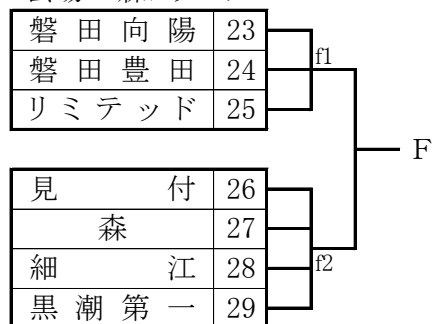 磐田向陽 23
磐田豊田 24
リミテッド 25
f1
F
見付 26
森 27
細江 28
f2
黒潮第一 29